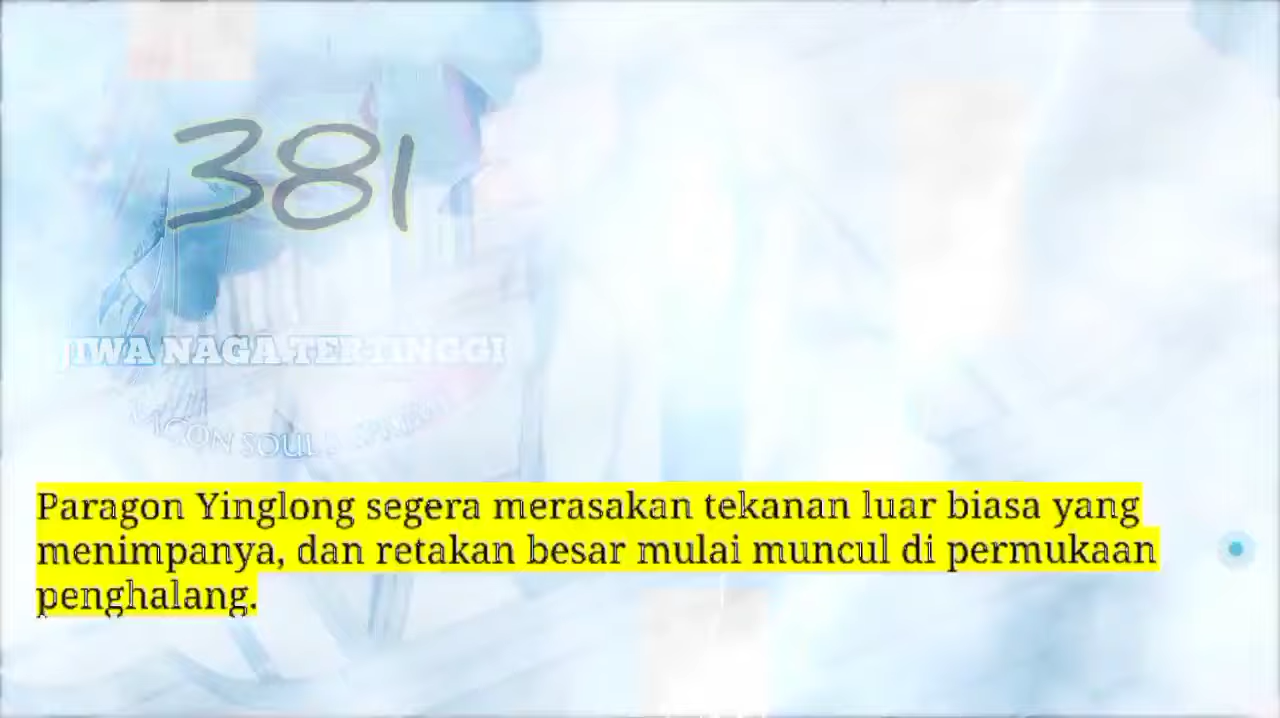 381
JIWA NAGA TERTINGGI
SOUL
Paragon Yinglong segera merasakan tekanan luar biasa yang
menimpanya, dan retakan besar mulai muncul di permukaan
penghalang.